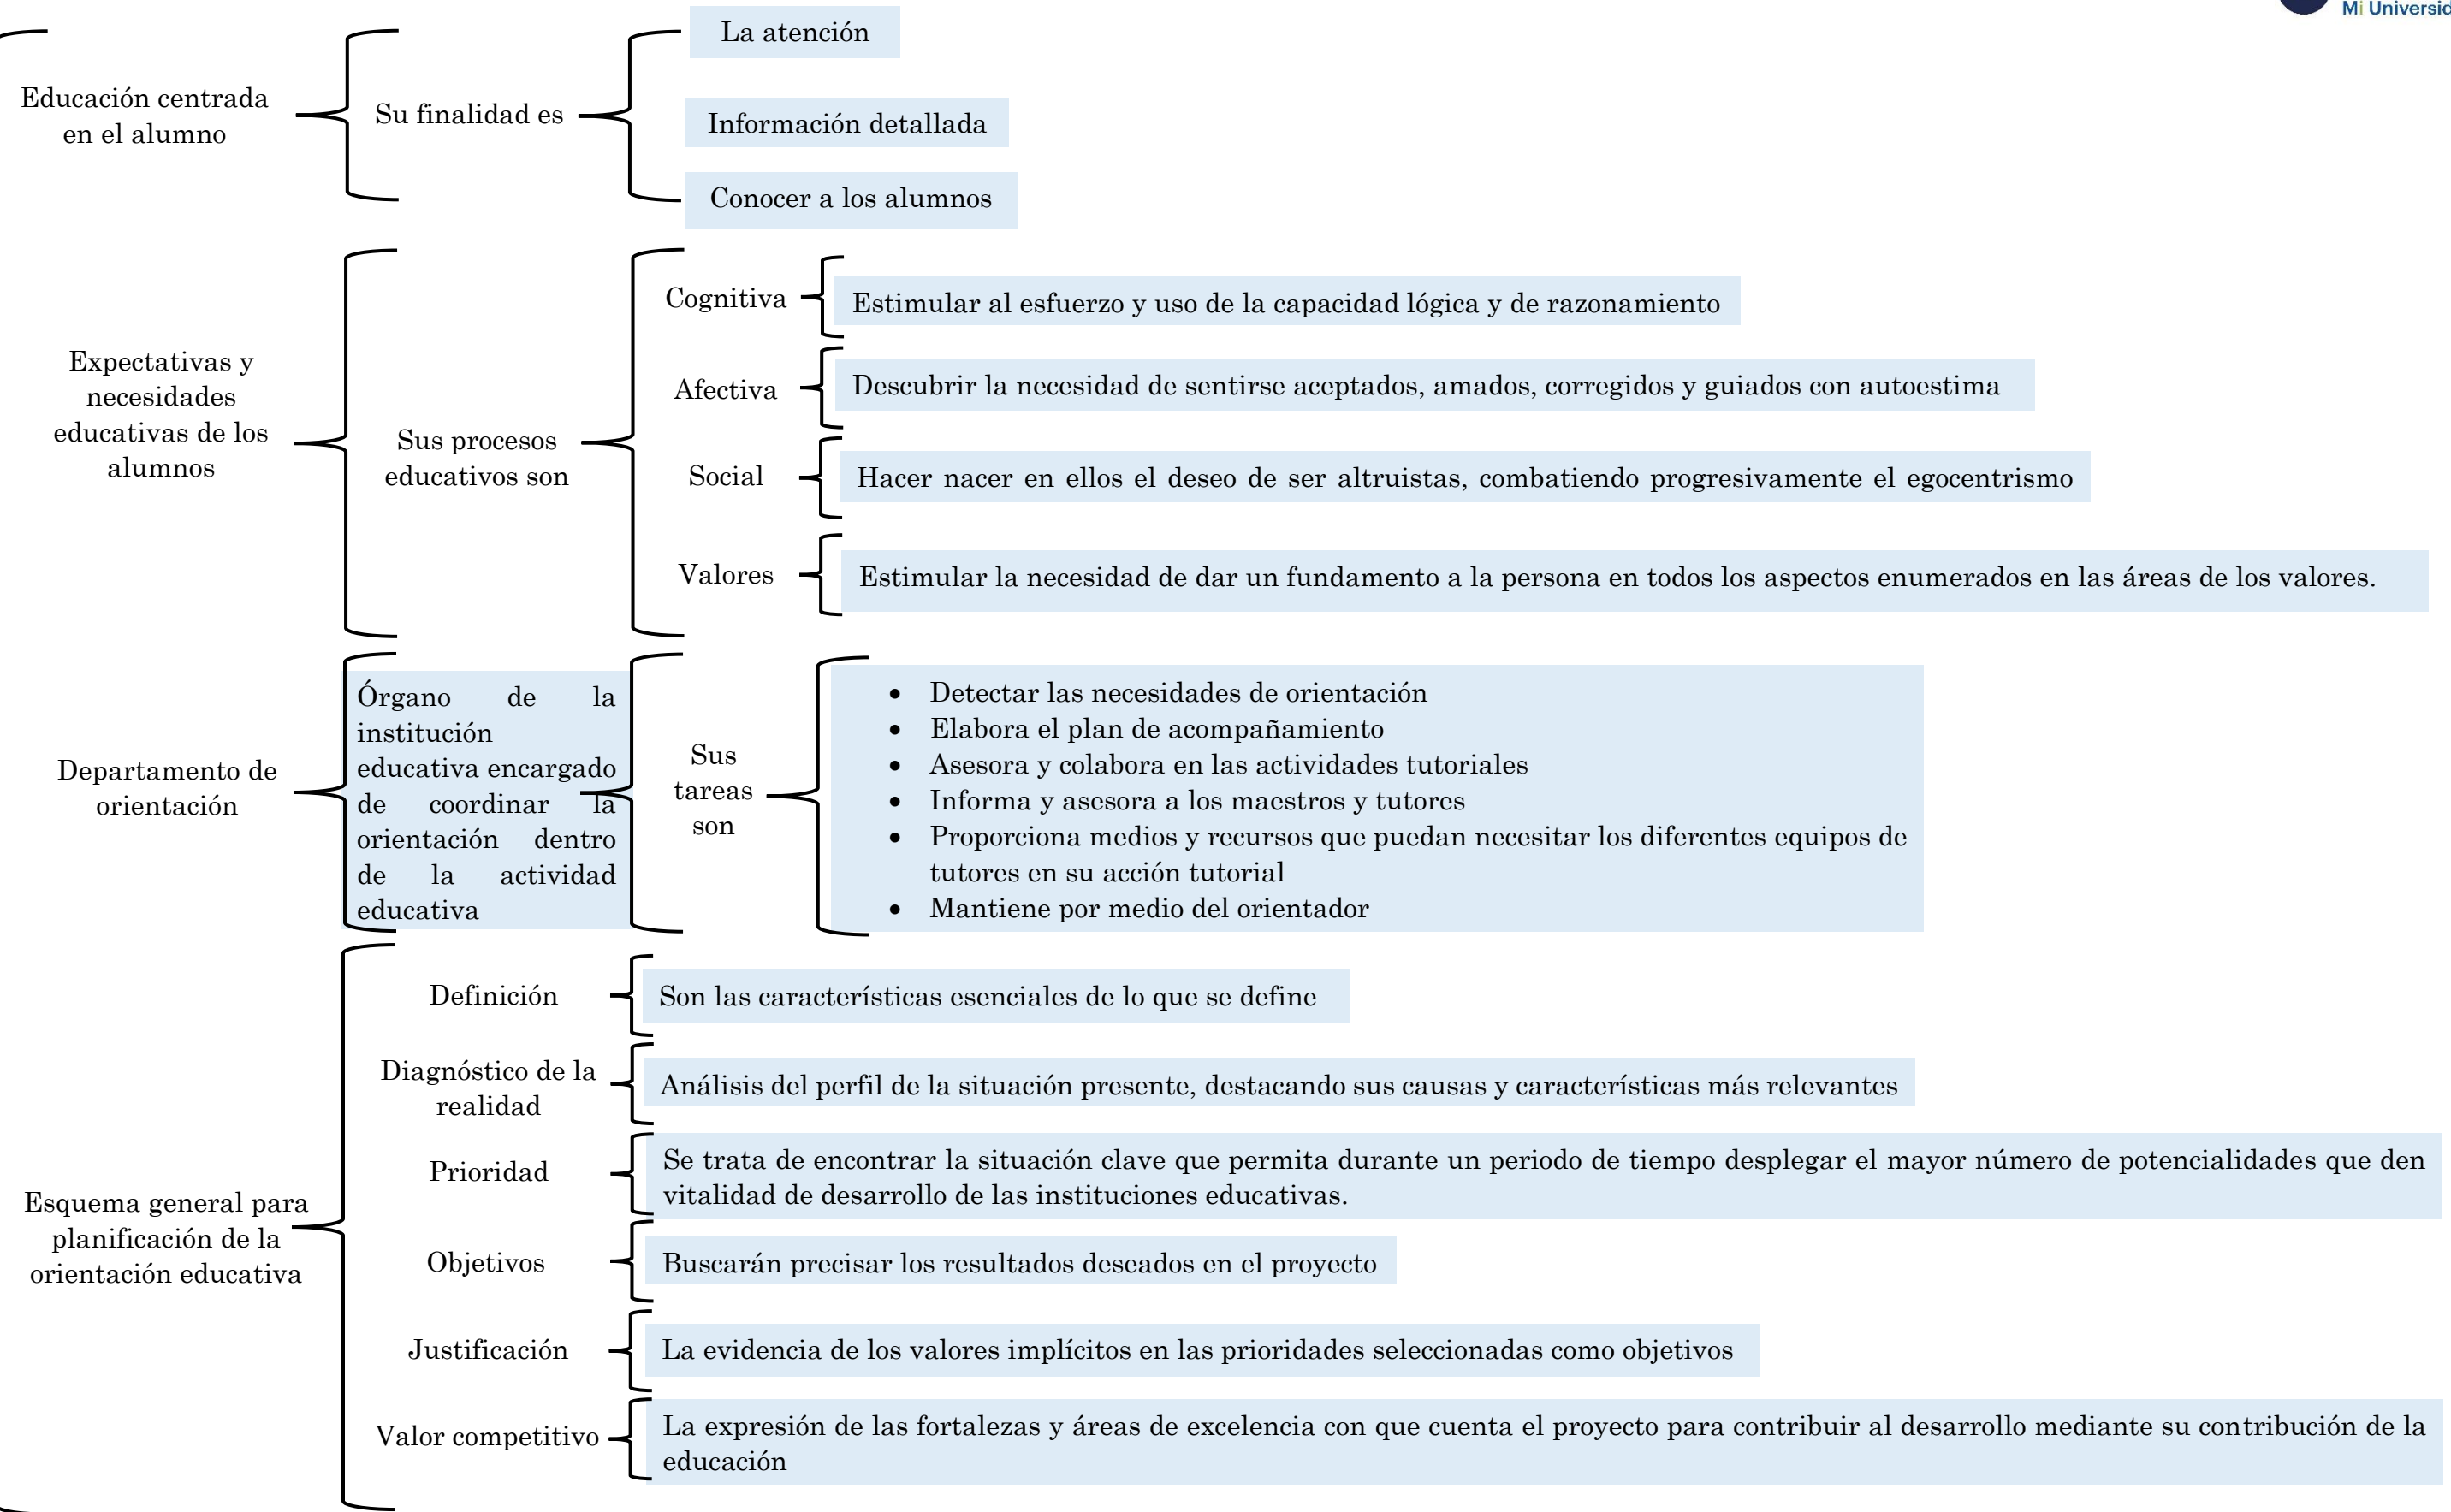 Mi Universid
Educación centrada
en el alumno
Su finalidad es
La atención
Información detallada
Conocer a los alumnos
Expectativas y
necesidades
educativas de los
alumnos
Sus procesos
educativos son
Cognitiva
Estimular al esfuerzo y uso de la capacidad lógica y de razonamiento
Afectiva
Descubrir la necesidad de sentirse aceptados, amados, corregidos y guiados con autoestima
Social
Hacer nacer en ellos el deseo de ser altruistas, combatiendo progresivamente el egocentrismo
Valores
Estimular la necesidad de dar un fundamento a la persona en todos los aspectos enumerados en las áreas de los valores.
Departamento de
orientación
Órgano de la
institución
educativa encargado
de coordinar la
orientación dentro
de la actividad
educativa
Sus
tareas
son
• Detectar las necesidades de orientación
• Elabora el plan de acompañamiento
• Asesora y colabora en las actividades tutoriales
• Informa y asesora a los maestros y tutores
• Proporciona medios y recursos que puedan necesitar los diferentes equipos de
tutores en su acción tutorial
• Mantiene por medio del orientador
Esquema general para
planificación de la
orientación educativa
Definición
Son las características esenciales de lo que se define
Diagnóstico de la
realidad
Análisis del perfil de la situación presente, destacando sus causas y características más relevantes
Prioridad
Se trata de encontrar la situación clave que permita durante un periodo de tiempo desplegar el mayor número de potencialidades que den
vitalidad de desarrollo de las instituciones educativas.
Objetivos
Buscarán precisar los resultados deseados en el proyecto
Justificación
La evidencia de los valores implícitos en las prioridades seleccionadas como objetivos
Valor competitivo
La expresión de las fortalezas y áreas de excelencia con que cuenta el proyecto para contribuir al desarrollo mediante su contribución de la
educación